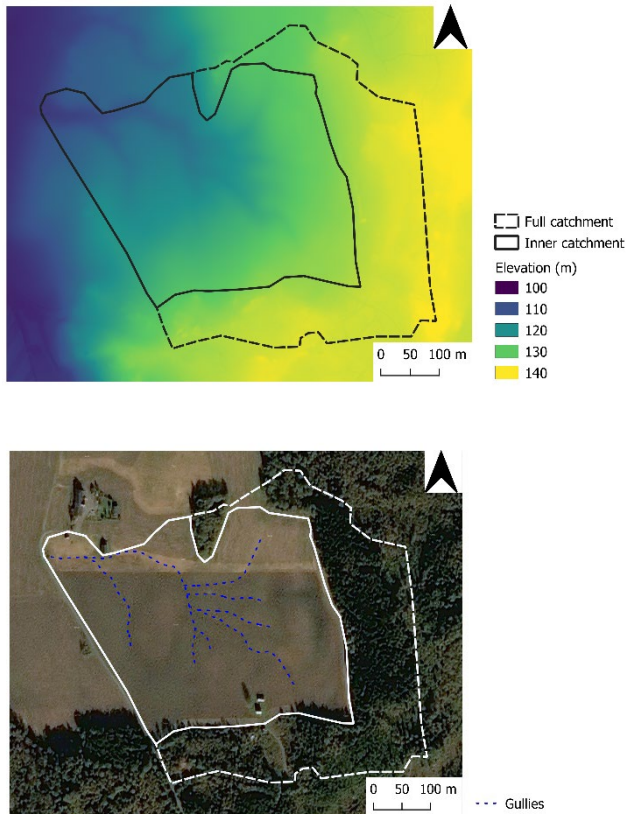 Full catchment
Inner catchment
Elevation (m)
100
110
120
130
140
0 50 100 m
0 50 100 m
Gullies